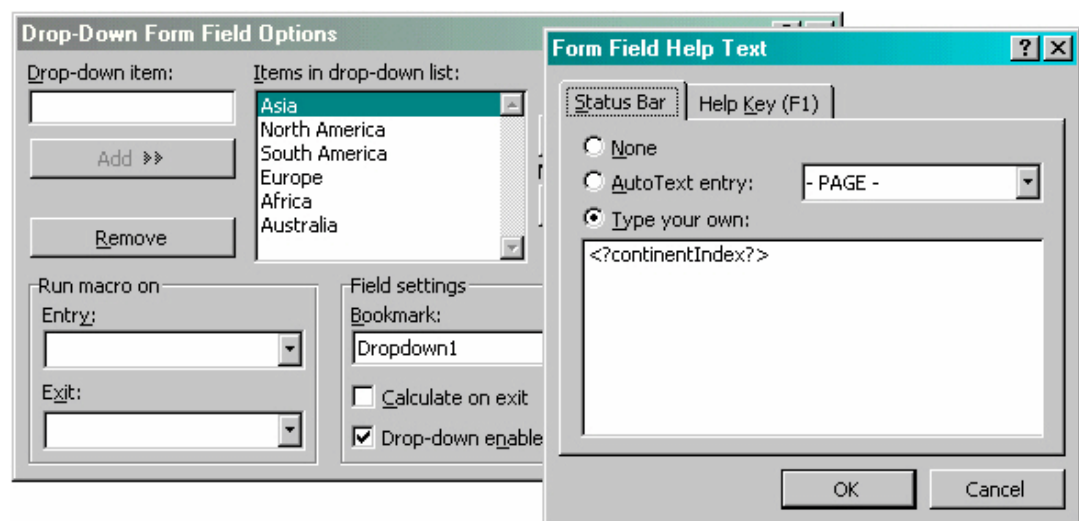 Drop-Down Form Field Options
Drop-down item:
Items in drop-down list:
Asia
North America
South America
Europe
Africa
Australia
Add
Remove
Run macro on
Entry:
Exit:
Field settings
Bookmark:
Dropdown1
Calculate on exit
Drop-down enable
Form Field Help Text
? X
Status Bar
Help Key (F1)
None
AutoText entry:
- PAGE -
Type your own:
<?continentIndex?>
OK
Cancel